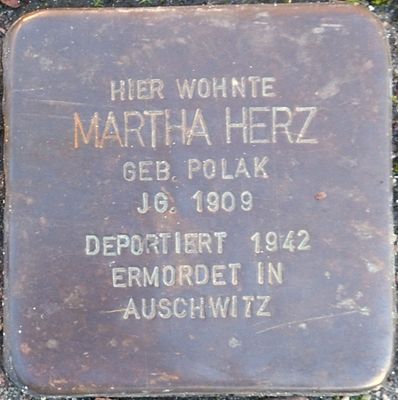 HIER WOHNTE
MARTHA HERZ
GEB. POLAK
JG. 1909
DEPORTIERT 1942
ERMORDET IN
AUSCHWITZ